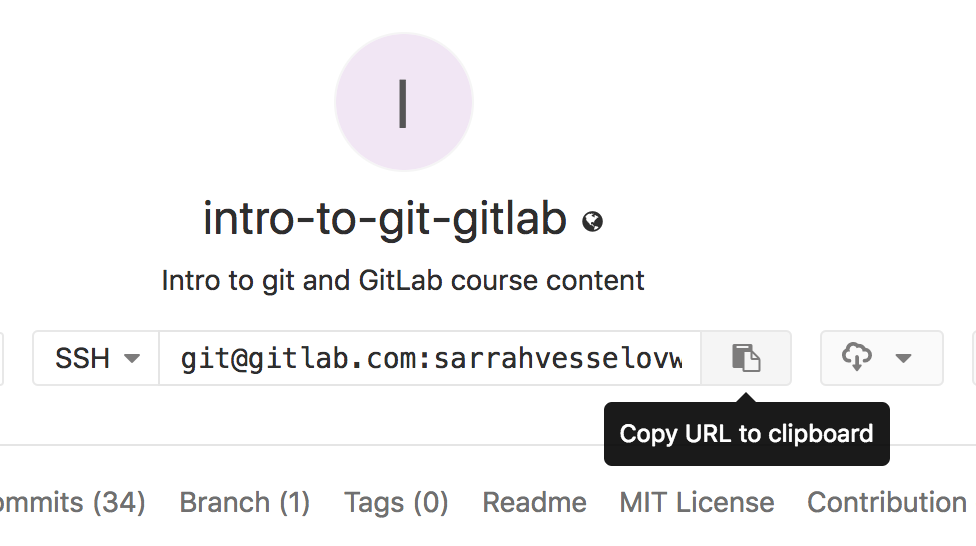 I
intro-to-git-gitlab
Intro to git and GitLab course content
SSH git@gitlab.com:sarrahvesselovw
Copy URL to clipboard
ommits (34) Branch (1) Tags (0) Readme MIT License Contribution